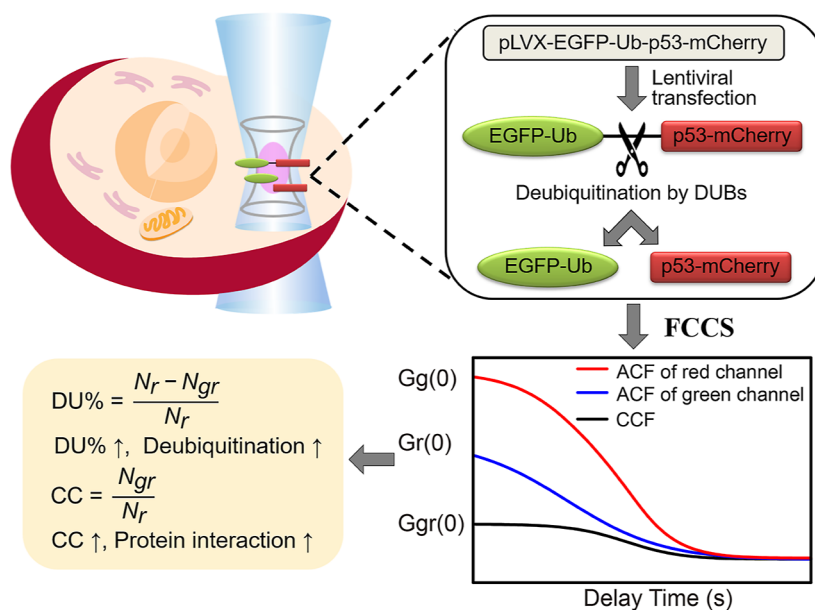 pLVX-EGFP-Ub-p53-mCherry
Lentiviral
transfection
EGFP-Ub
p53-mCherry
Deubiquitination by DUBs
EGFP-Ub
p53-mCherry
FCCS
Gg(0)
Gr(0)
Ggr(0)
ACF of red channel
ACF of green channel
CCF
Delay Time (s)
DU% = Nr – Ngr / Nr
DU% ↑, Deubiquitination ↑
CC = Ngr / Nr
CC ↑, Protein interaction ↑